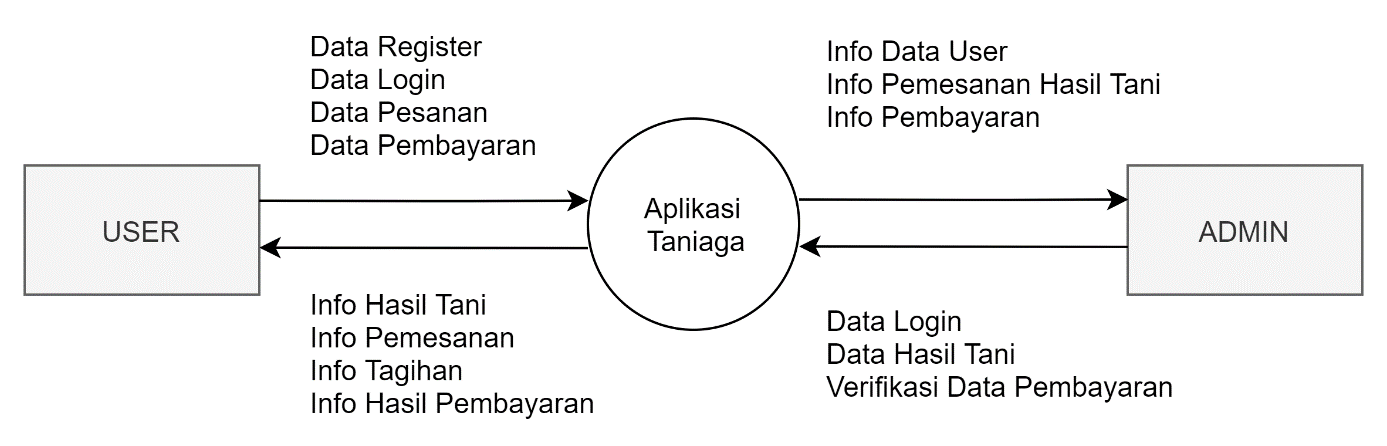 Data Register
Data Login
Data Pesanan
Data Pembayaran
Info Data User
Info Pemesanan Hasil Tani
Info Pembayaran
USER
Aplikasi
Taniaga
ADMIN
Info Hasil Tani
Info Pemesanan
Info Tagihan
Info Hasil Pembayaran
Data Login
Data Hasil Tani
Verifikasi Data Pembayaran